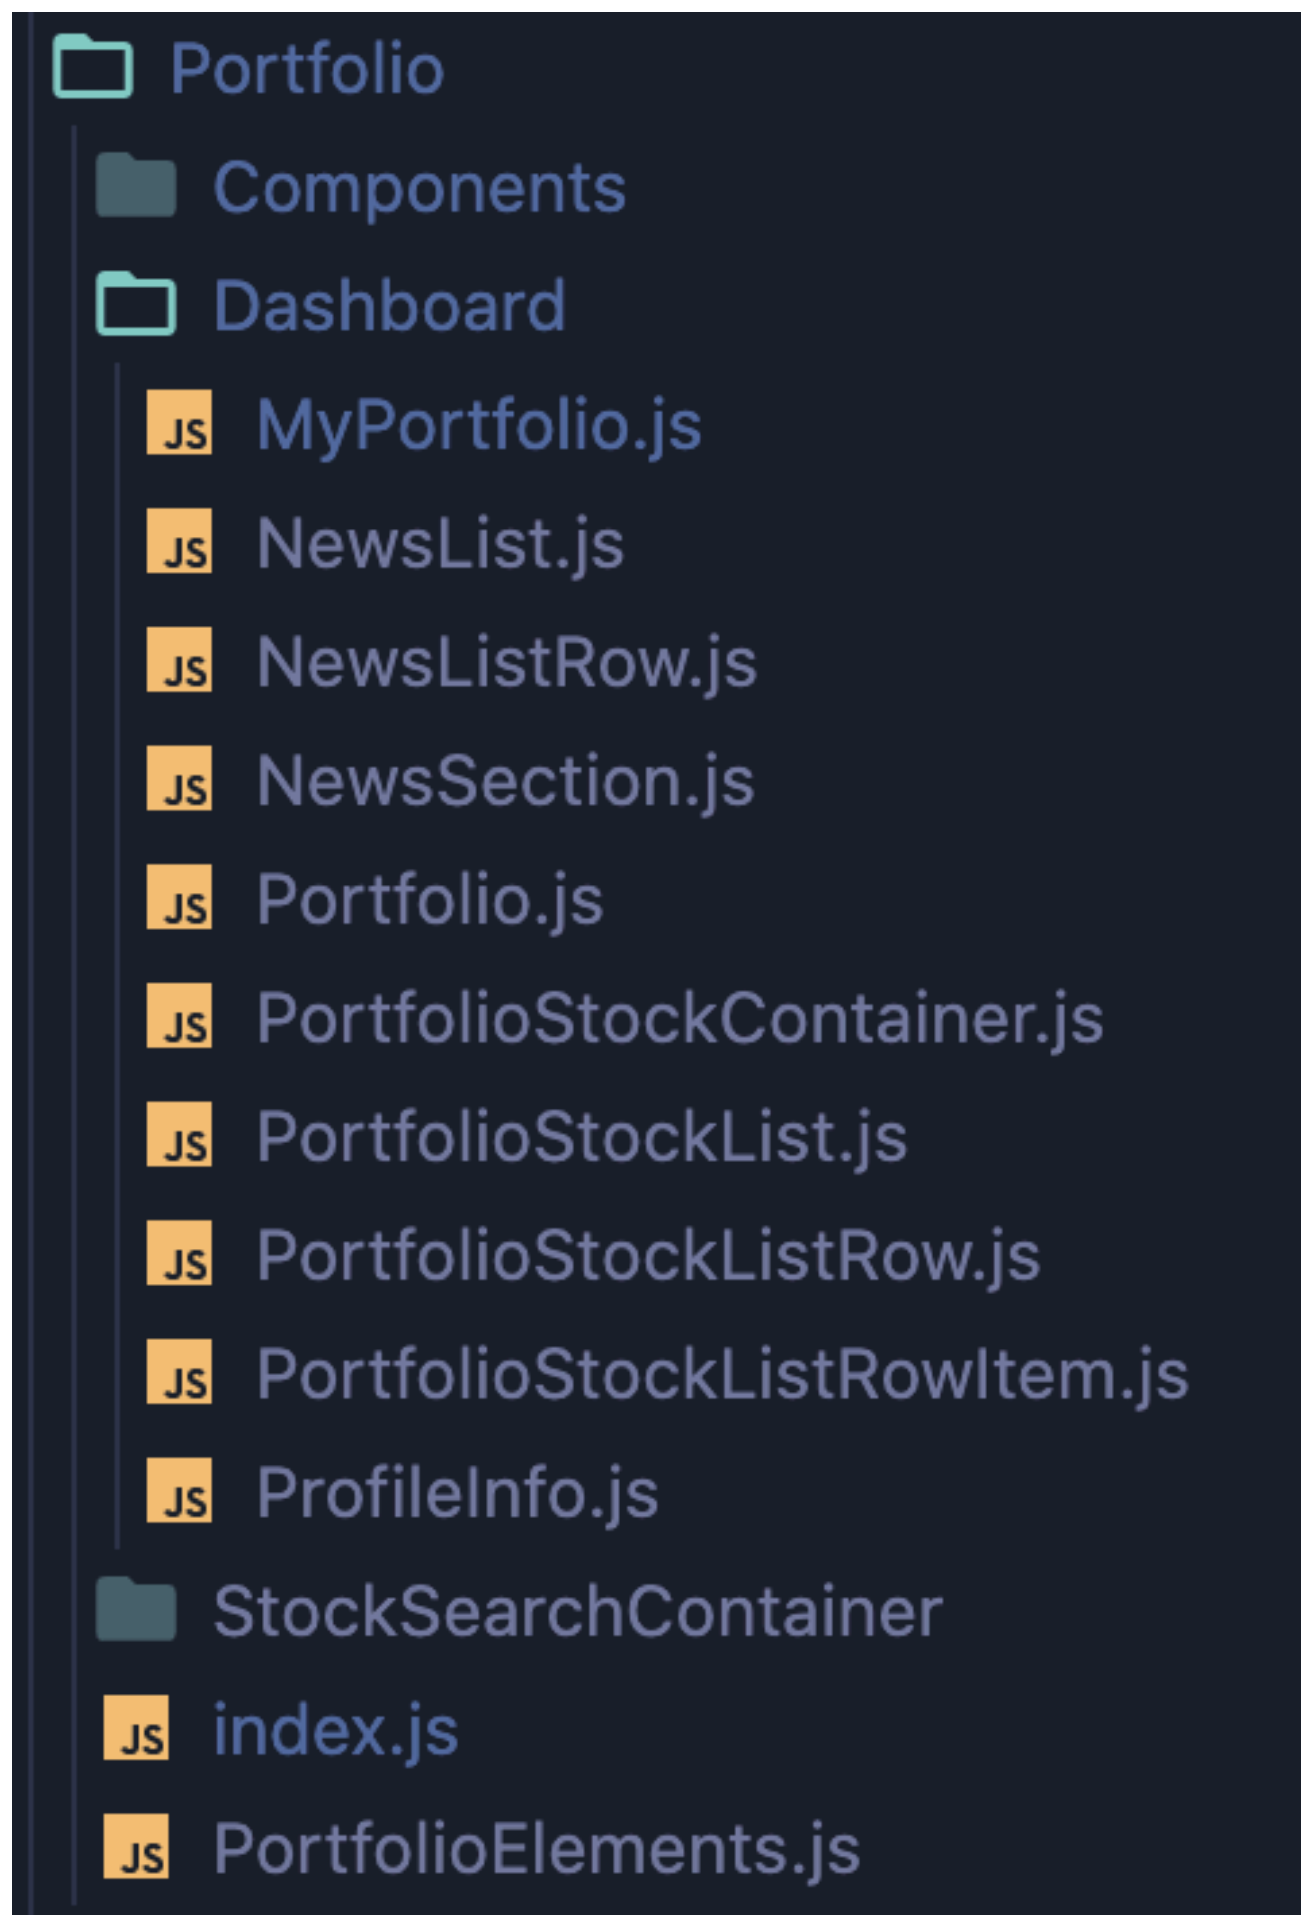 Portfolio
Components
Dashboard
JS MyPortfolio.js
JS NewsList.js
JS NewsListRow.js
JS NewsSection.js
JS Portfolio.js
JS PortfolioStockContainer.js
JS PortfolioStockList.js
JS PortfolioStockListRow.js
JS PortfolioStockListRowItem.js
JS ProfileInfo.js
StockSearchContainer
JS index.js
JS PortfolioElements.js